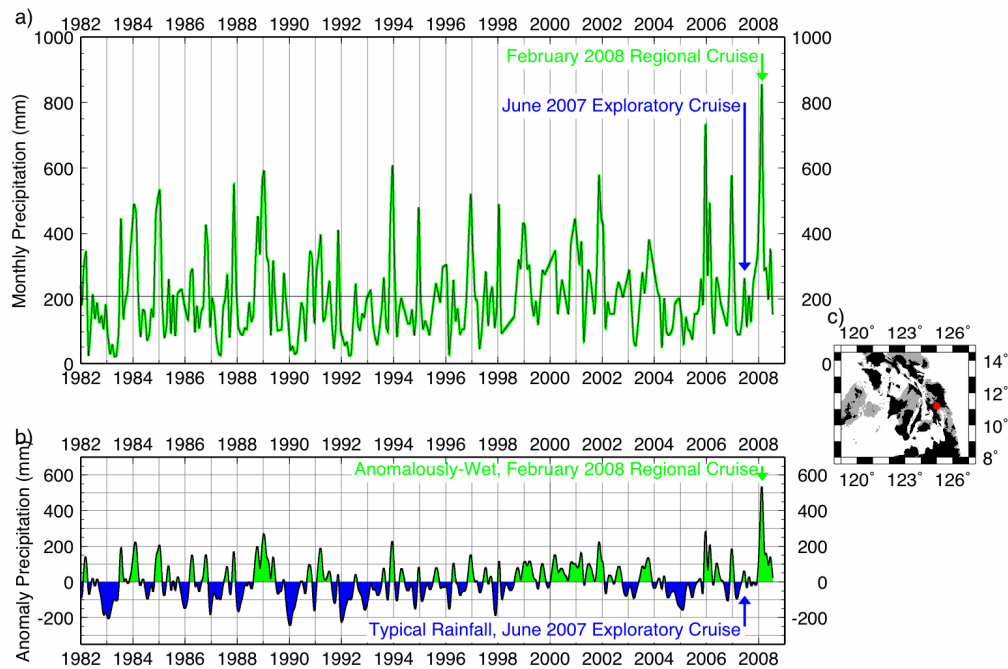 a)
1982 1984 1986 1988 1990 1992 1994 1996 1998 2000 2002 2004 2006 2008
1000 1000
February 2008 Regional Cruise
June 2007 Exploratory Cruise
800 800
600 600
400 400
200 200
0 0
Monthly Precipitation (mm)
1982 1984 1986 1988 1990 1992 1994 1996 1998 2000 2002 2004 2006 2008
c)
120° 123° 126°
14°
12°
10°
8°
120° 123° 126°
b)
1982 1984 1986 1988 1990 1992 1994 1996 1998 2000 2002 2004 2006 2008
Anomalously-Wet, February 2008 Regional Cruise
600 600
400 400
200 200
0 0
-200 -200
Anomaly Precipitation (mm)
Typical Rainfall, June 2007 Exploratory Cruise
1982 1984 1986 1988 1990 1992 1994 1996 1998 2000 2002 2004 2006 2008